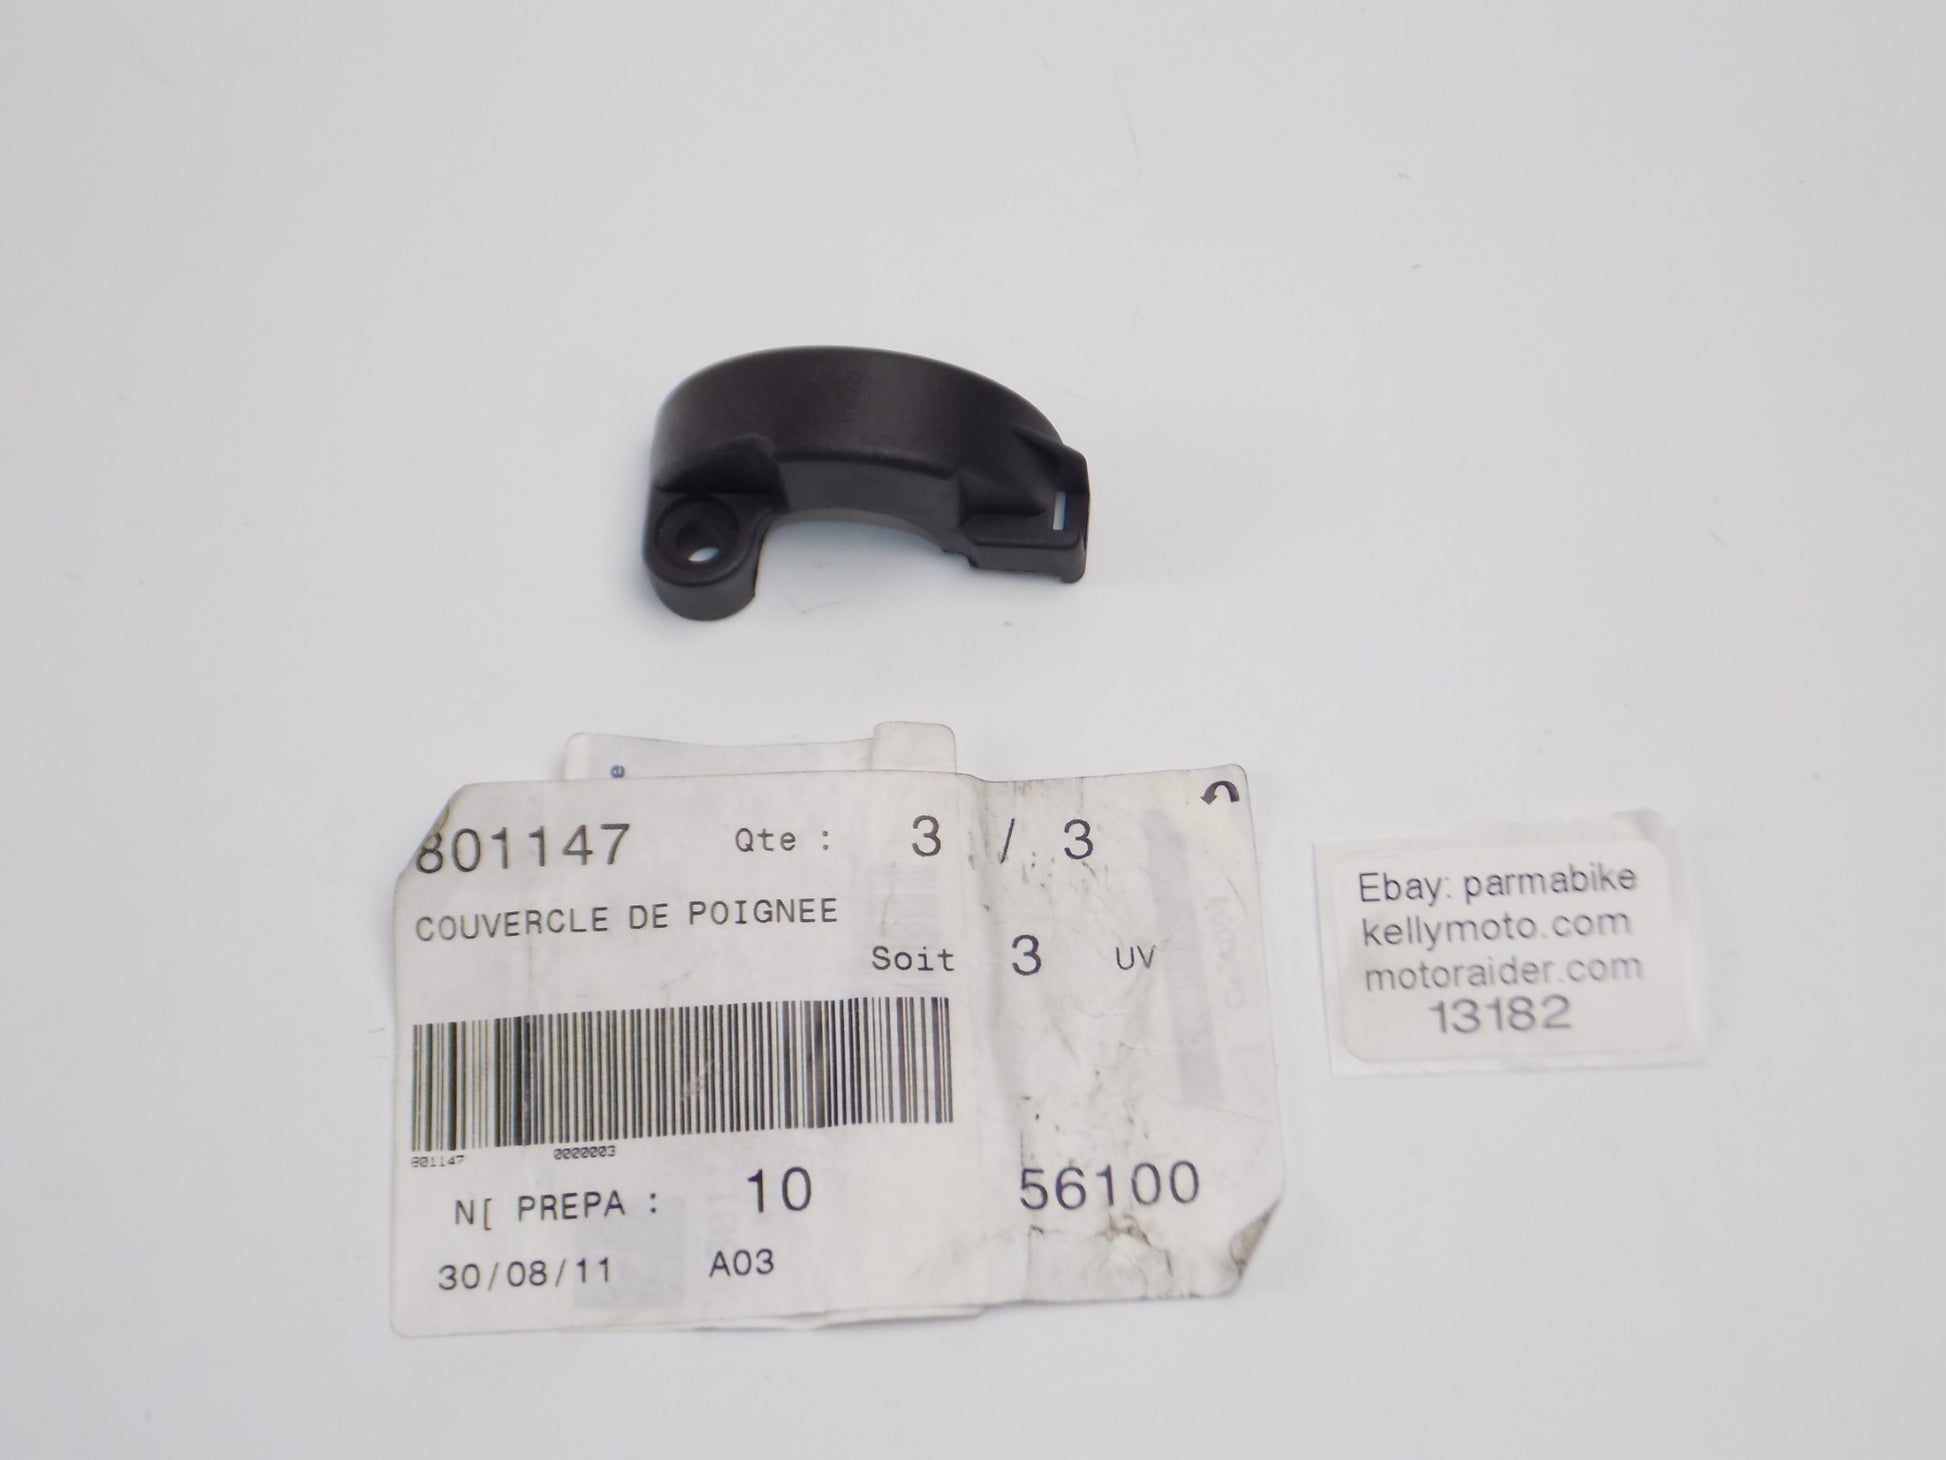 e
801147 Qte : 3 / 3
COUVERCLE DE POIGNEE
Soit 3 UV
801147 0000003
N[ PREPA : 10 56100
30/08/11 A03
Ebay: parmabike
kellymoto.com
motoraider.com
13182